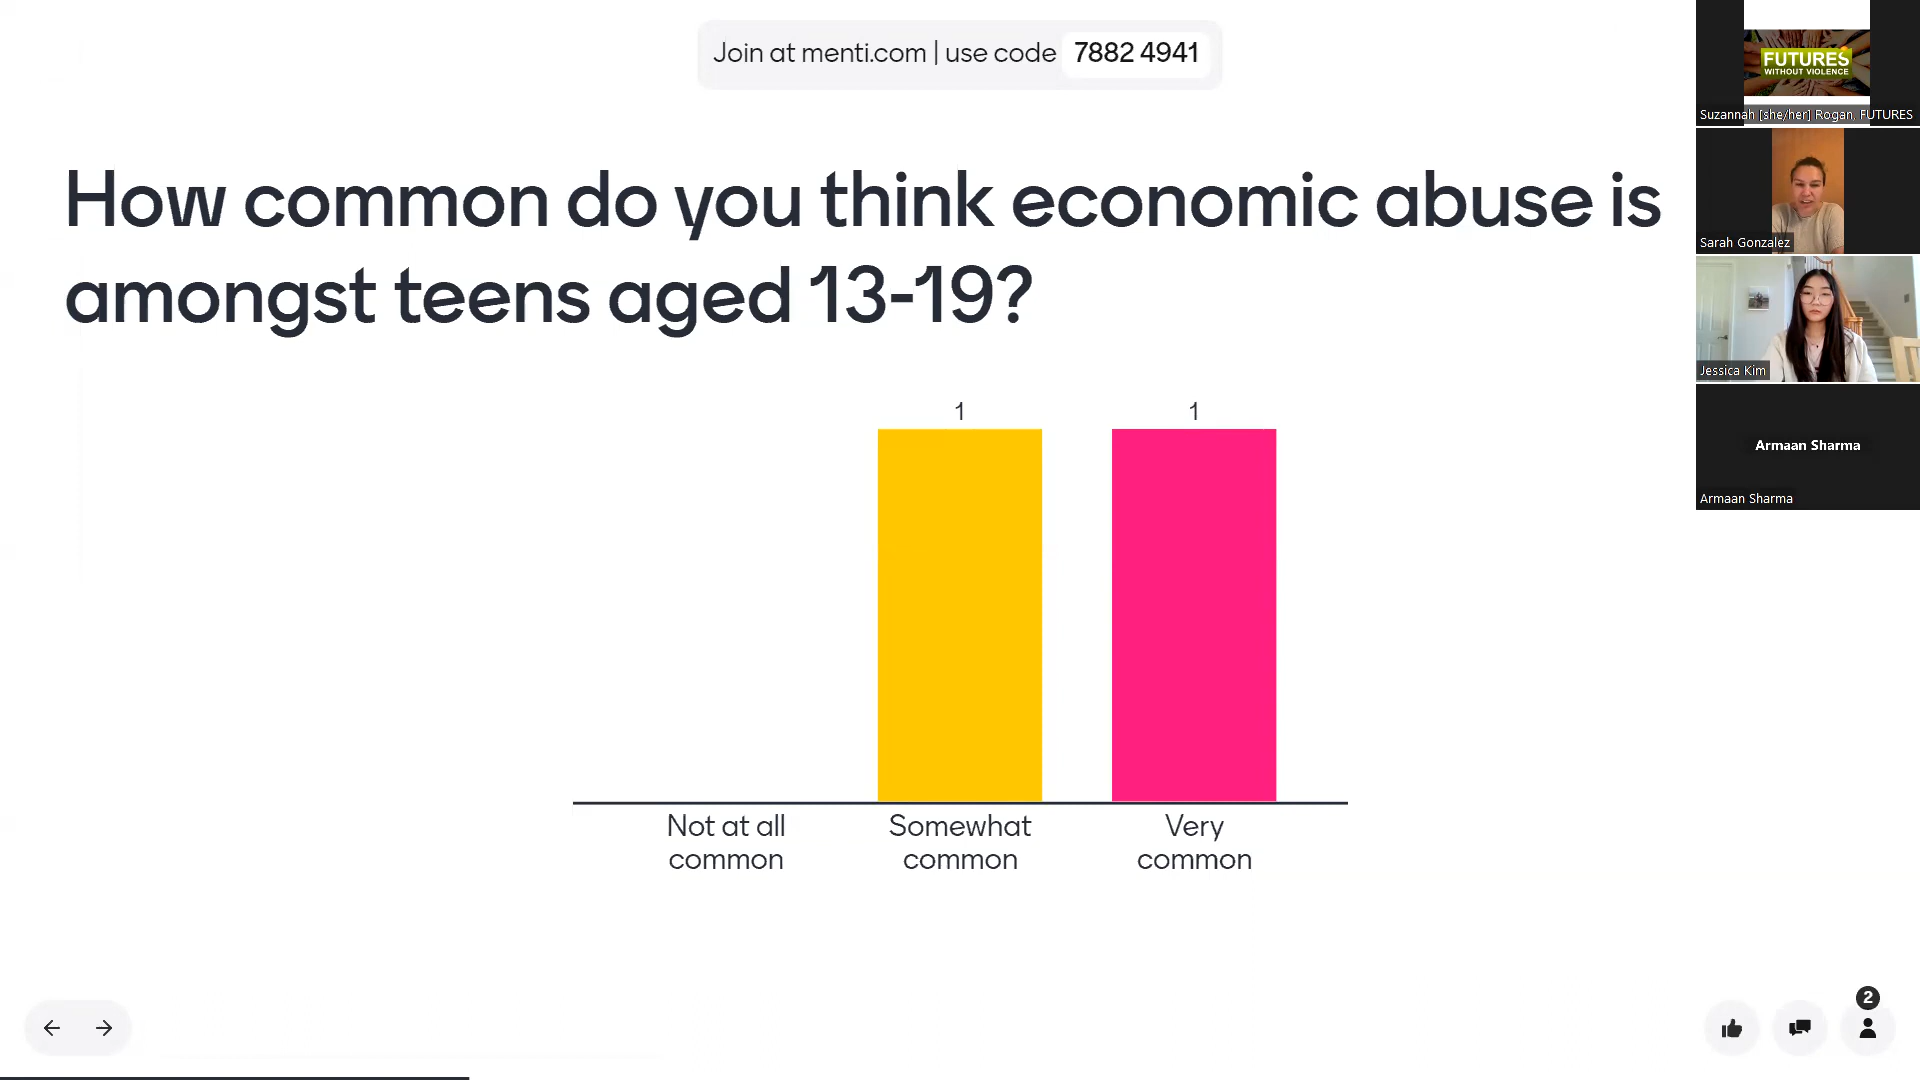 Join at menti.com | use code 7882 4941
How common do you think economic abuse is
amongst teens aged 13-19?
1
1
Not at all
common
Somewhat
common
Very
common
2
FUTURES
WITHOUT VIOLENCE
Suzannah [she/her] Rogan, FUTURES
Sarah Gonzalez
Jessica Kim
Armaan Sharma
Armaan Sharma